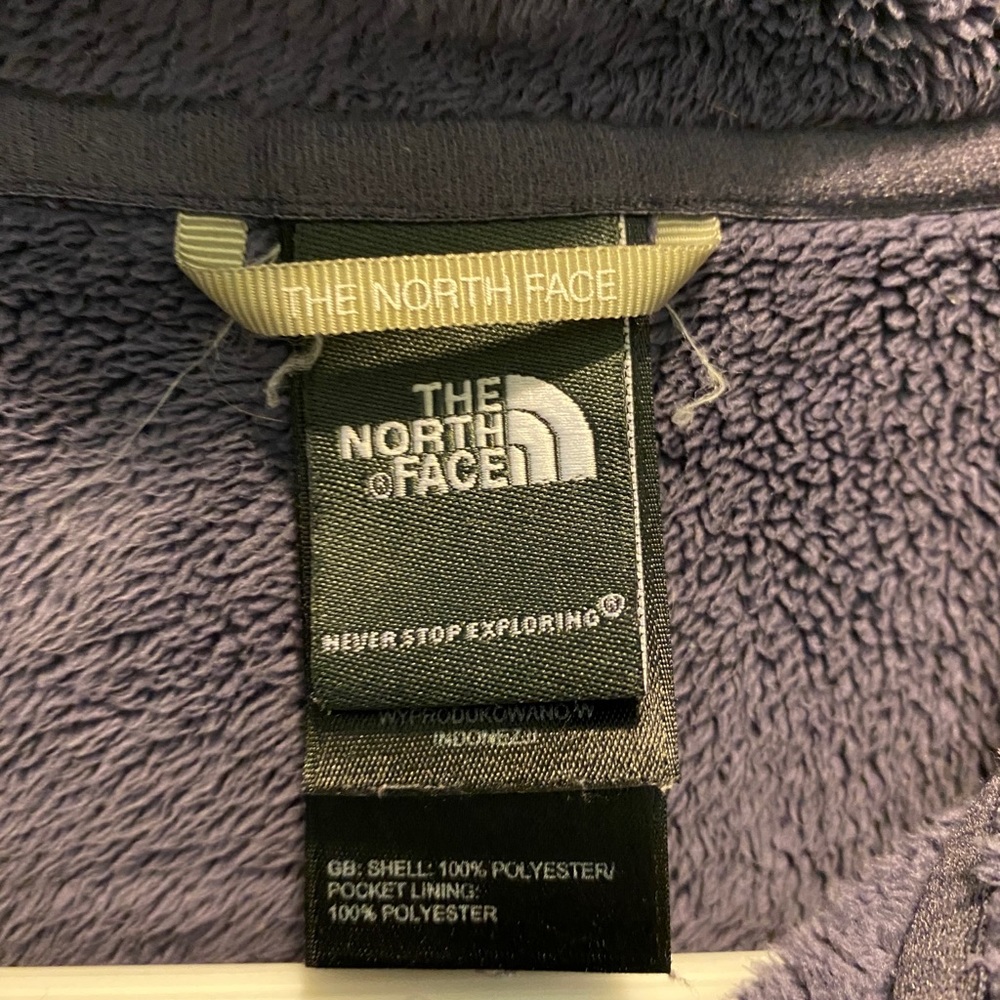 THE NORTH FACE
THE
NORTH
®FACE
NEVER STOP EXPLORING®
WYPRODUKOWANO W
INDONEZJI
GB: SHELL: 100% POLYESTER/
POCKET LINING:
100% POLYESTER